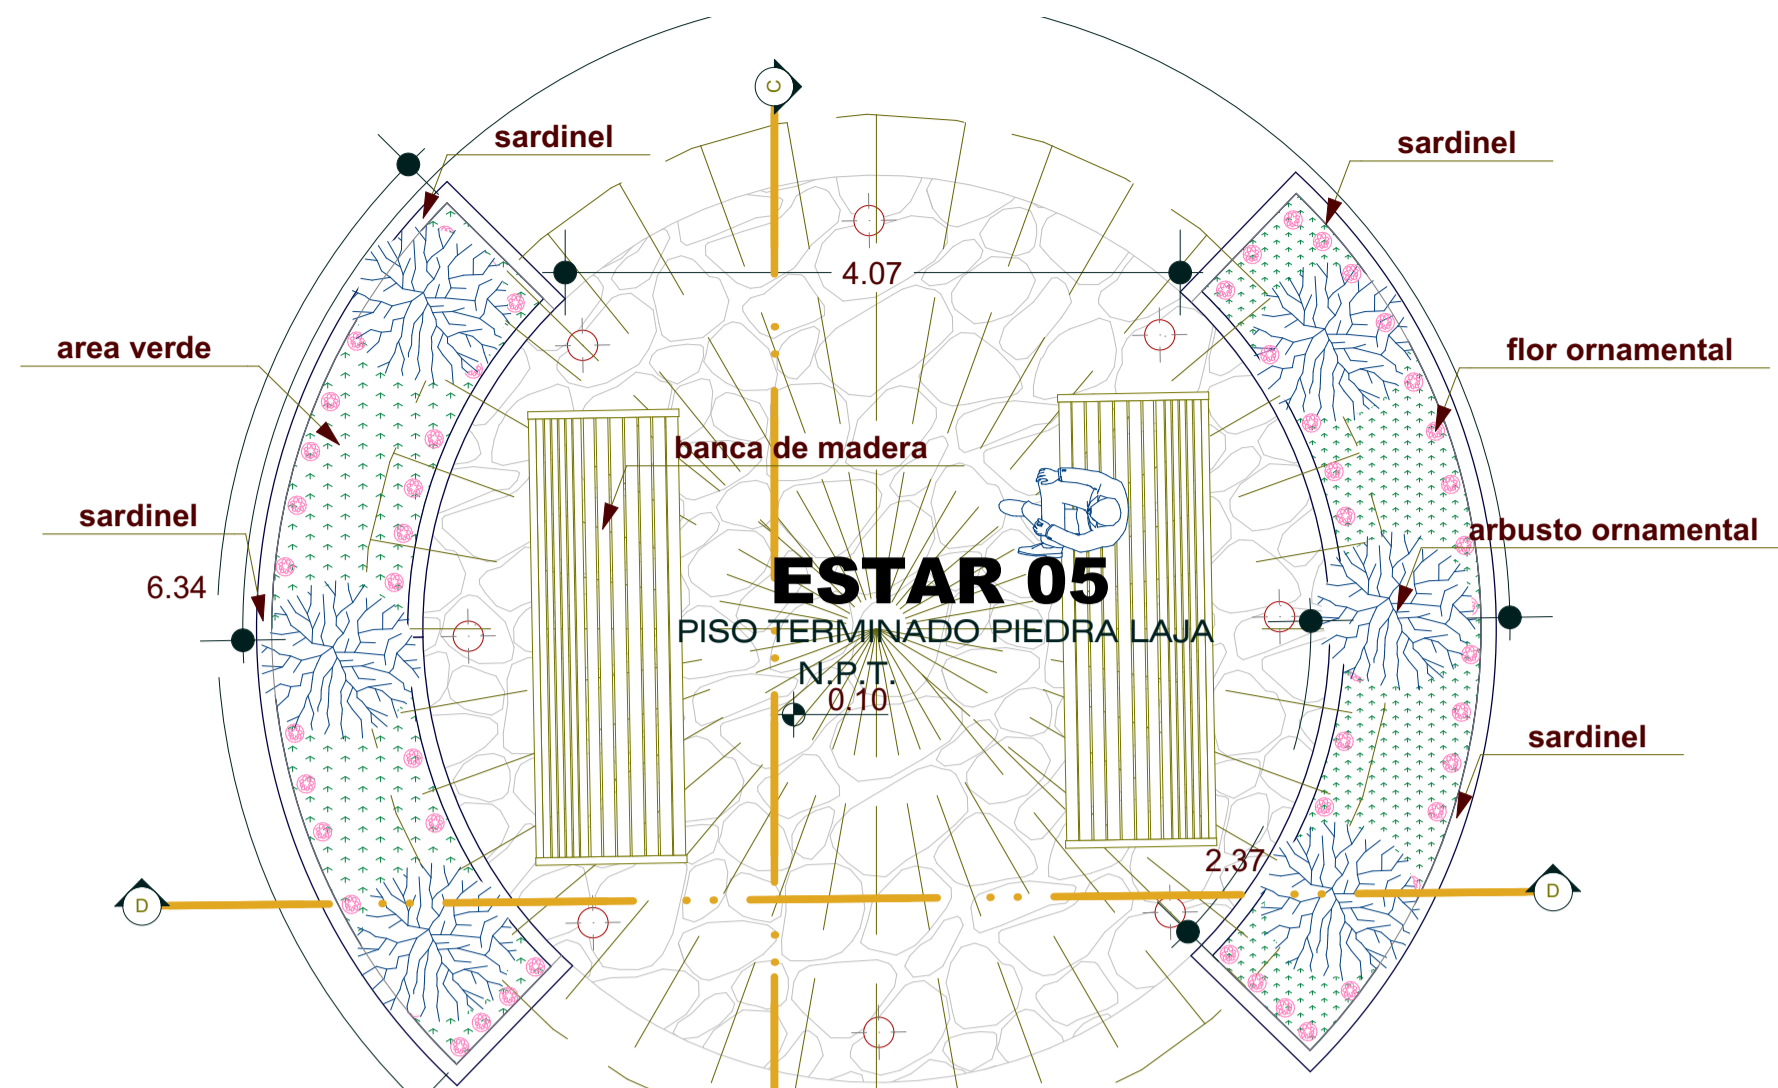 C
sardinel
sardinel
4.07
area verde
flor ornamental
banca de madera
sardinel
arbusto ornamental
ESTAR 05
6.34
PISO TERMINADO PIEDRA LAJA
N.P.T.
0.10
sardinel
2.37
D
D